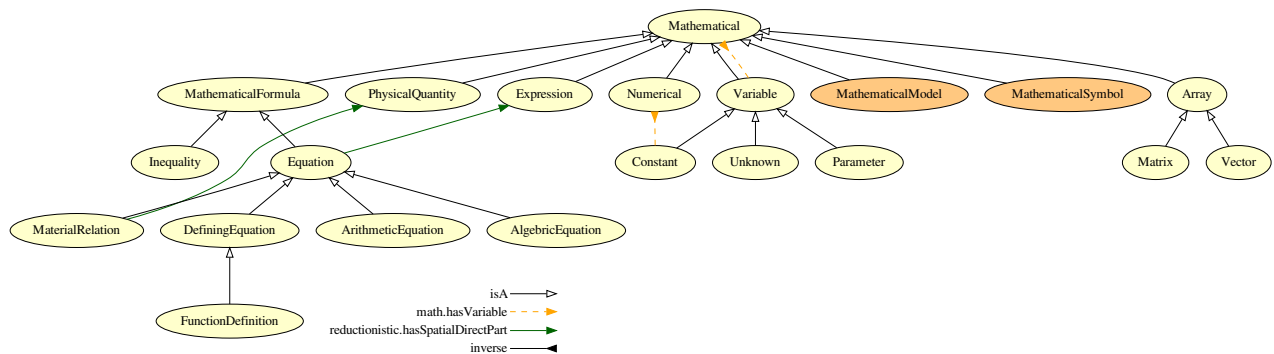 Mathematical
MathematicalFormula
PhysicalQuantity
Expression
Numerical
Variable
MathematicalModel
MathematicalSymbol
Array
Inequality
Equation
Constant
Unknown
Parameter
Matrix
Vector
MaterialRelation
DefiningEquation
ArithmeticEquation
AlgebricEquation
FunctionDefinition
isA
math.hasVariable
reductionistic.hasSpatialDirectPart
inverse